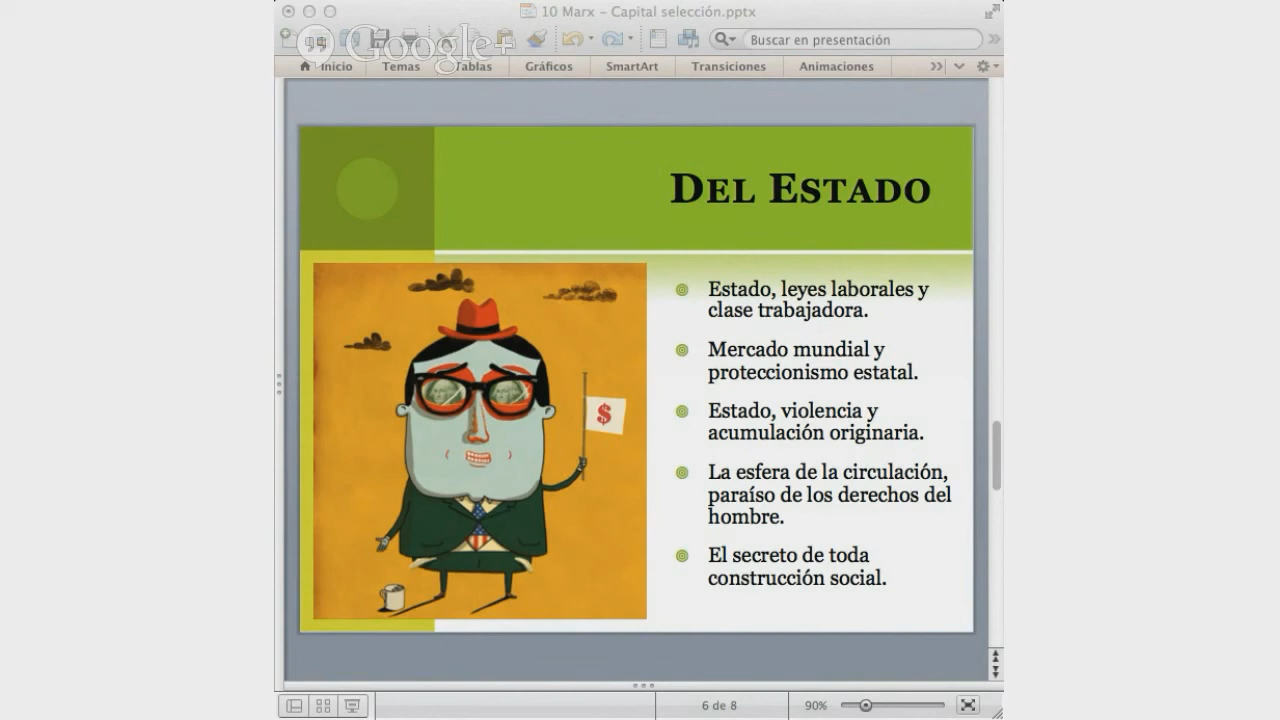 10 Marx – Capital selección.pptx
Google+
Buscar en presentación
Inicio
Temas
Tablas
Gráficos
SmartArt
Transiciones
Animaciones
DEL ESTADO
Estado, leyes laborales y
clase trabajadora.
Mercado mundial y
proteccionismo estatal.
Estado, violencia y
acumulación originaria.
La esfera de la circulación,
paraíso de los derechos del
hombre.
El secreto de toda
construcción social.
$
6 de 8
90%